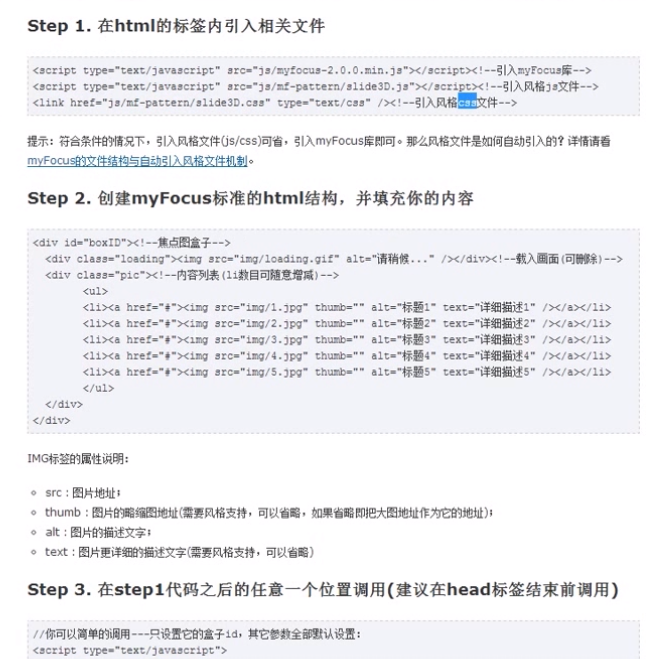 Step 1. 在html的标签内引入相关文件
<script type="text/javascript" src="js/myfocus-2.0.0.min.js"></script><!--引入myFocus库-->
<script type="text/javascript" src="js/mf-pattern/slide3D.js"></script><!--引入风格js文件-->
<link href="js/mf-pattern/slide3D.css" type="text/css" /><!--引入风格css文件-->
提示：符合条件的情况下，引入风格文件(js/css)可省，引入myFocus库即可。那么风格文件是如何自动引入的？详情请看
myFocus的文件结构与自动引入风格文件机制。
Step 2. 创建myFocus标准的html结构，并填充你的内容
<div id="boxID"><!--焦点图盒子-->
<div class="loading"><img src="img/loading.gif" alt="请稍候..." /></div><!--载入画面(可删除)-->
<div class="pic"><!--内容列表(li数目可随意增减)-->
<ul>
<li><a href="#"><img src="img/1.jpg" thumb="" alt="标题1" text="详细描述1" /></a></li>
<li><a href="#"><img src="img/2.jpg" thumb="" alt="标题2" text="详细描述2" /></a></li>
<li><a href="#"><img src="img/3.jpg" thumb="" alt="标题3" text="详细描述3" /></a></li>
<li><a href="#"><img src="img/4.jpg" thumb="" alt="标题4" text="详细描述4" /></a></li>
<li><a href="#"><img src="img/5.jpg" thumb="" alt="标题5" text="详细描述5" /></a></li>
</ul>
</div>
</div>
IMG标签的属性说明：
src：图片地址；
thumb：图片的略缩图地址(需要风格支持，可以省略，如果省略即把大图地址作为它的地址)；
alt：图片的描述文字；
text：图片更详细的描述文字(需要风格支持，可以省略)
Step 3. 在step1代码之后的任意一个位置调用(建议在head标签结束前调用)
//你可以简单的调用---只设置它的盒子id，其它参数全部默认设置：
<script type="text/javascript">